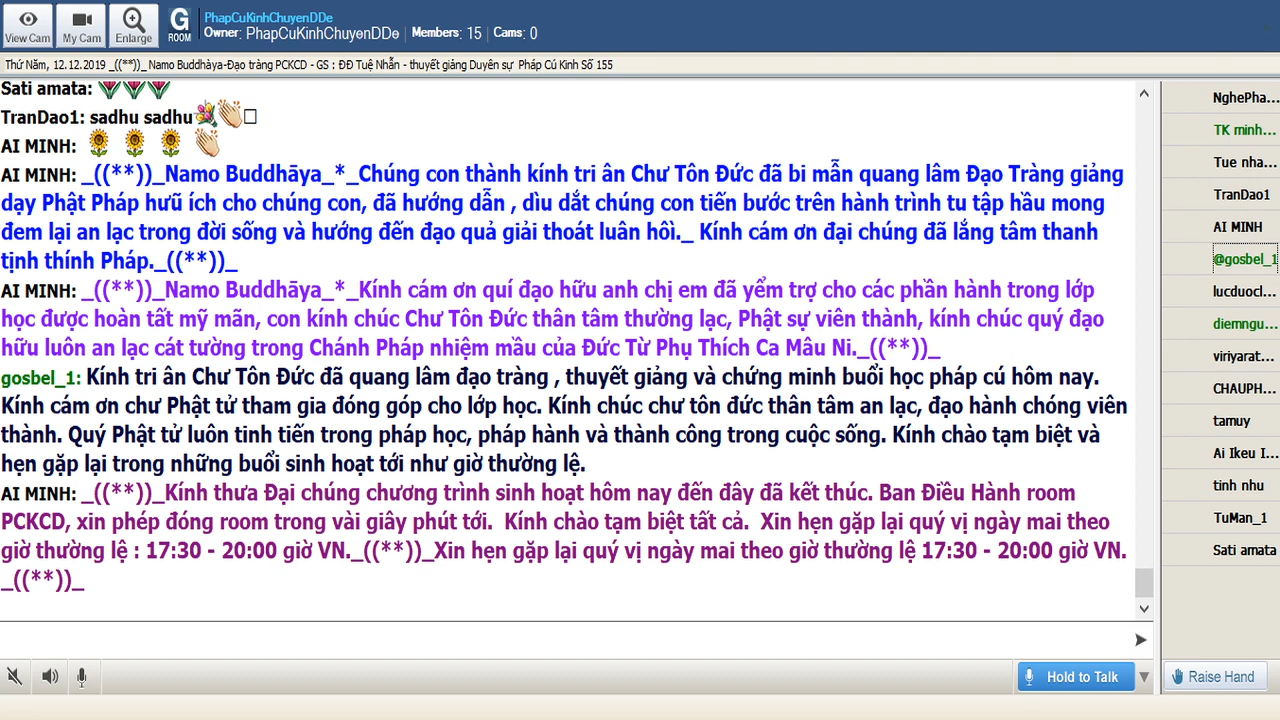 PhapCuKinhChuyenDDe
View Cam My Cam Enlarge G ROOM Owner: PhapCuKinhChuyenDDe Members: 15 Cams: 0
Thứ Năm, 12.12.2019 _((**))_ Namo Buddhàya-Đạo tràng PCKCD - GS : ĐĐ Tuệ Nhẫn - thuyết giảng Duyên sự Pháp Cú Kinh Số 155
Sati amata:
TranDao1: sadhu sadhu
AI MINH:
AI MINH: _((**))_Namo Buddhāya_*_Chúng con thành kính tri ân Chư Tôn Đức đã bi mẫn quang lâm Đạo Tràng giảng
dạy Phật Pháp hưũ ích cho chúng con, đã hướng dẫn , dìu dắt chúng con tiến bước trên hành trình tu tập hầu mong
đem lại an lạc trong đời sống và hướng đến đạo quả giải thoát luân hồi._ Kính cám ơn đại chúng đã lắng tâm thanh
tịnh thính Pháp._((**))_
AI MINH: _((**))_Namo Buddhāya_*_Kính cám ơn quí đạo hữu anh chị em đã yểm trợ cho các phần hành trong lớp
học được hoàn tất mỹ mãn, con kính chúc Chư Tôn Đức thân tâm thường lạc, Phật sự viên thành, kính chúc quý đạo
hữu luôn an lạc cát tường trong Chánh Pháp nhiệm mầu của Đức Từ Phụ Thích Ca Mâu Ni._((**))_
gosbel_1: Kính tri ân Chư Tôn Đức đã quang lâm đạo tràng , thuyết giảng và chứng minh buổi học pháp cú hôm nay.
Kính cám ơn chư Phật tử tham gia đóng góp cho lớp học. Kính chúc chư tôn đức thân tâm an lạc, đạo hành chóng viên
thành. Quý Phật tử luôn tinh tiến trong pháp học, pháp hành và thành công trong cuộc sống. Kính chào tạm biệt và
hẹn gặp lại trong những buổi sinh hoạt tới như giờ thường lệ.
AI MINH: _((**))_Kính thưa Đại chúng chương trình sinh hoạt hôm nay đến đây đã kết thúc. Ban Điều Hành room
PCKCD, xin phép đóng room trong vài giây phút tới. Kính chào tạm biệt tất cả. Xin hẹn gặp lại quý vị ngày mai theo
giờ thường lệ : 17:30 - 20:00 giờ VN._((**))_Xin hẹn gặp lại quý vị ngày mai theo giờ thường lệ 17:30 - 20:00 giờ VN.
_((**))_
NghePha...
TK minh...
Tue nha...
TranDao1
AI MINH
@gosbel_1
lucduocl...
diemngu...
viriyarat...
CHAUPH...
tamuy
Ai Ikeu I...
tinh nhu
TuMan_1
Sati amata
Hold to Talk
Raise Hand